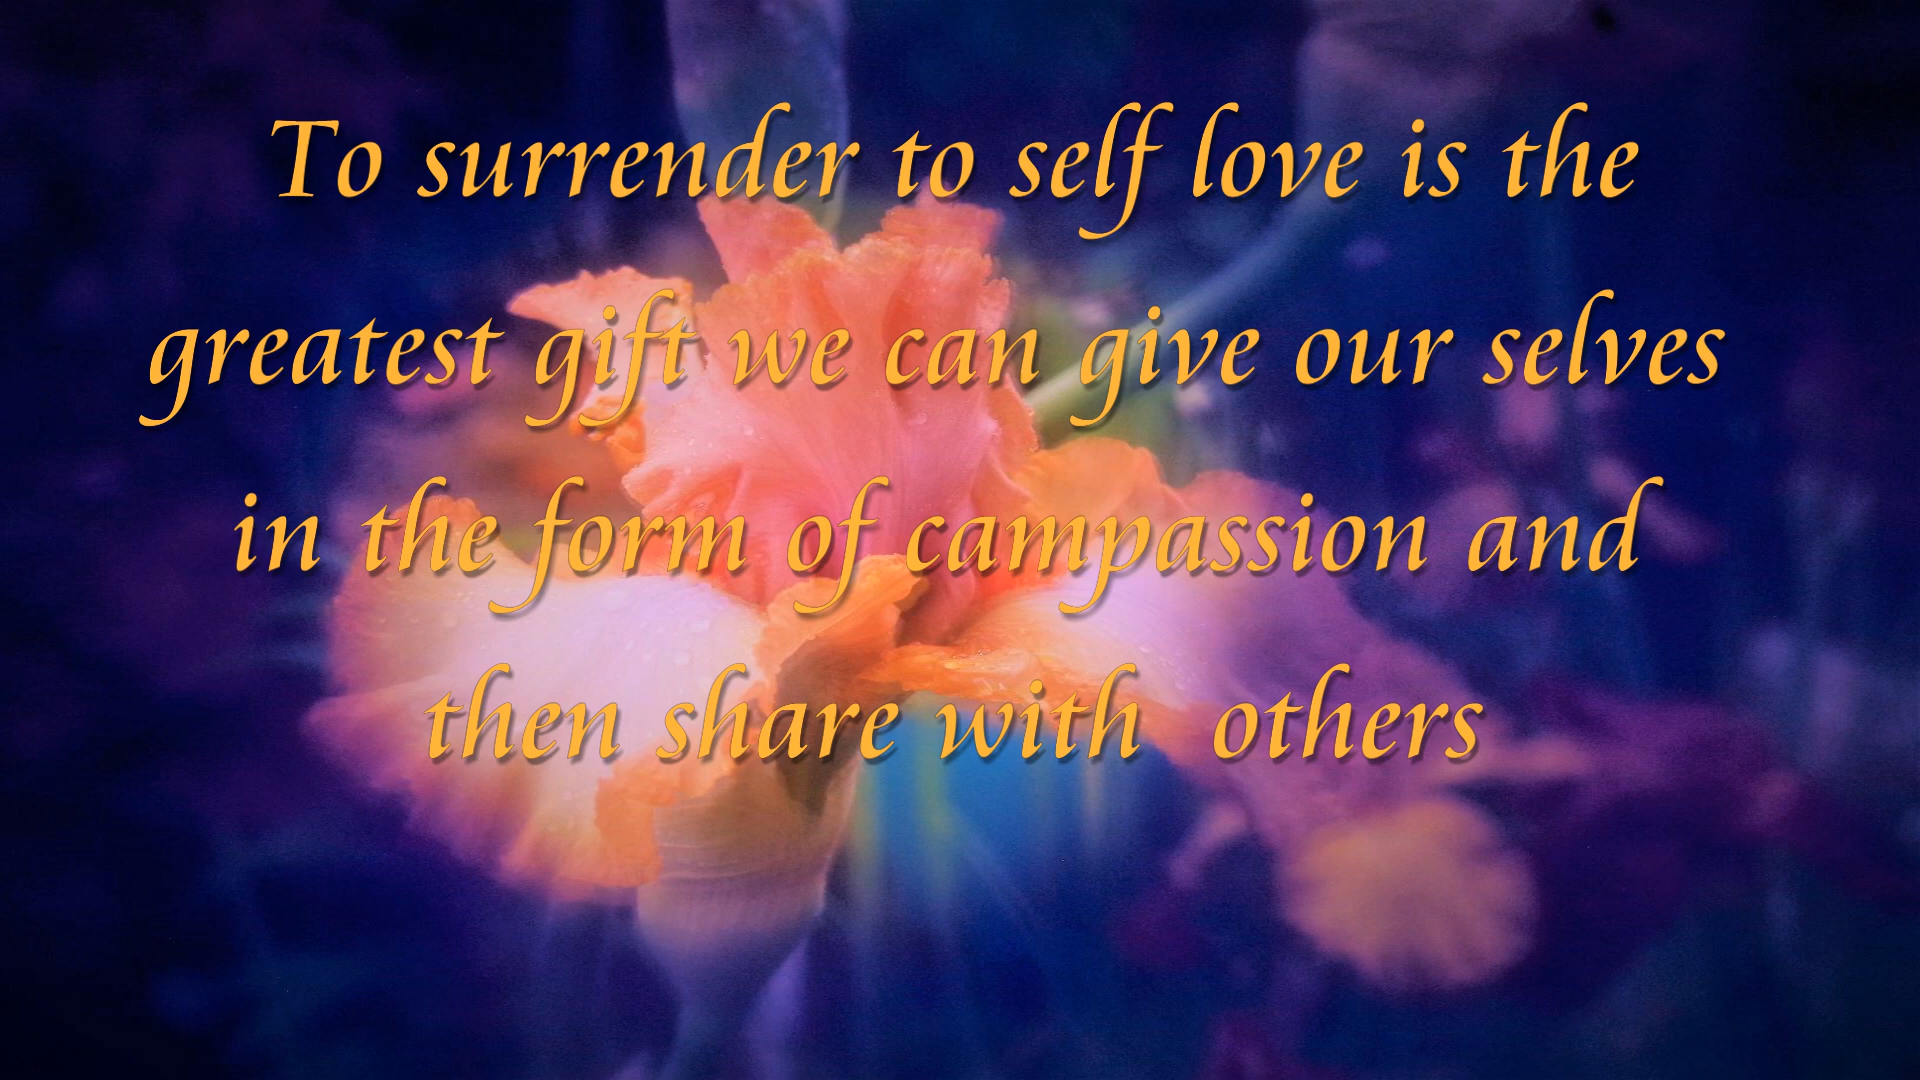 To surrender to self love is the
greatest gift we can give our selves
in the form of campassion and
then share with  others